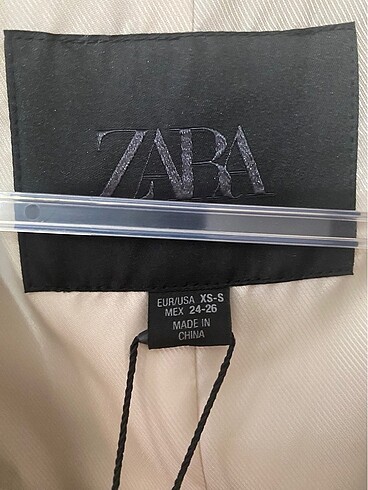 ZARA
EUR/USA XS-S
MEX 24-26
MADE IN
CHINA